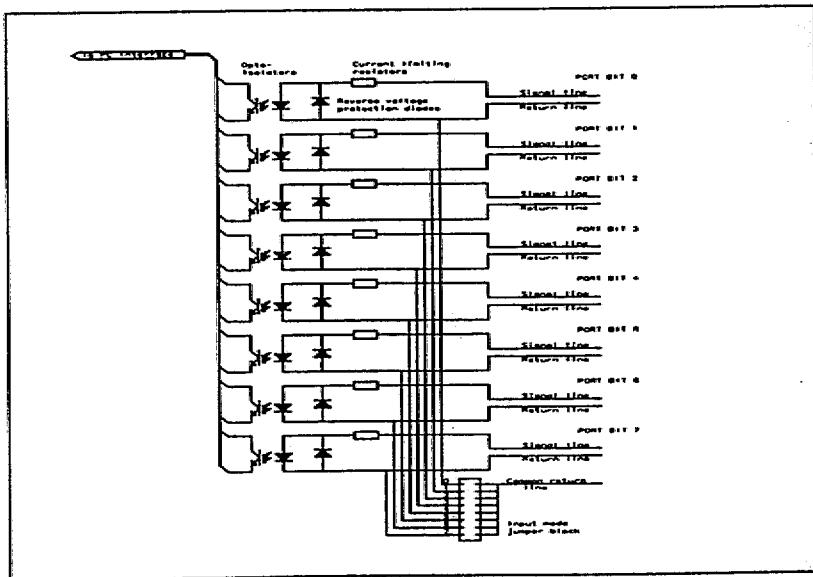 To PC interface
Opto-
Isolators
Current limiting
resistors
Reverse voltage
protection diodes
PORT BIT 0
Signal line
Return line
PORT BIT 1
Signal line
Return line
PORT BIT 2
Signal line
Return line
PORT BIT 3
Signal line
Return line
PORT BIT 4
Signal line
Return line
PORT BIT 5
Signal line
Return line
PORT BIT 6
Signal line
Return line
PORT BIT 7
Signal line
Return line
Common return
line
Input mode
jumper block